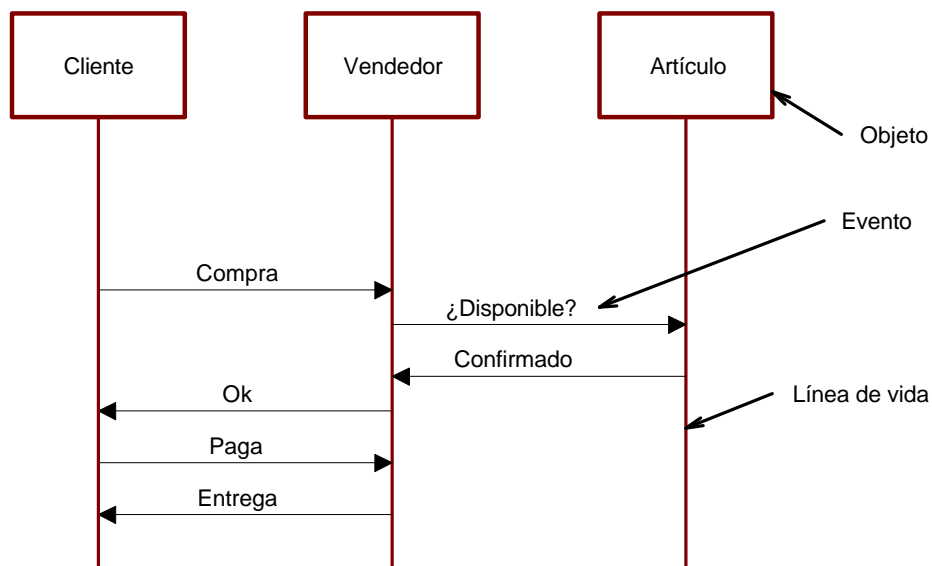 Cliente
Vendedor
Artículo
Objeto
Evento
Compra
¿Disponible?
Confirmado
Ok
Línea de vida
Paga
Entrega